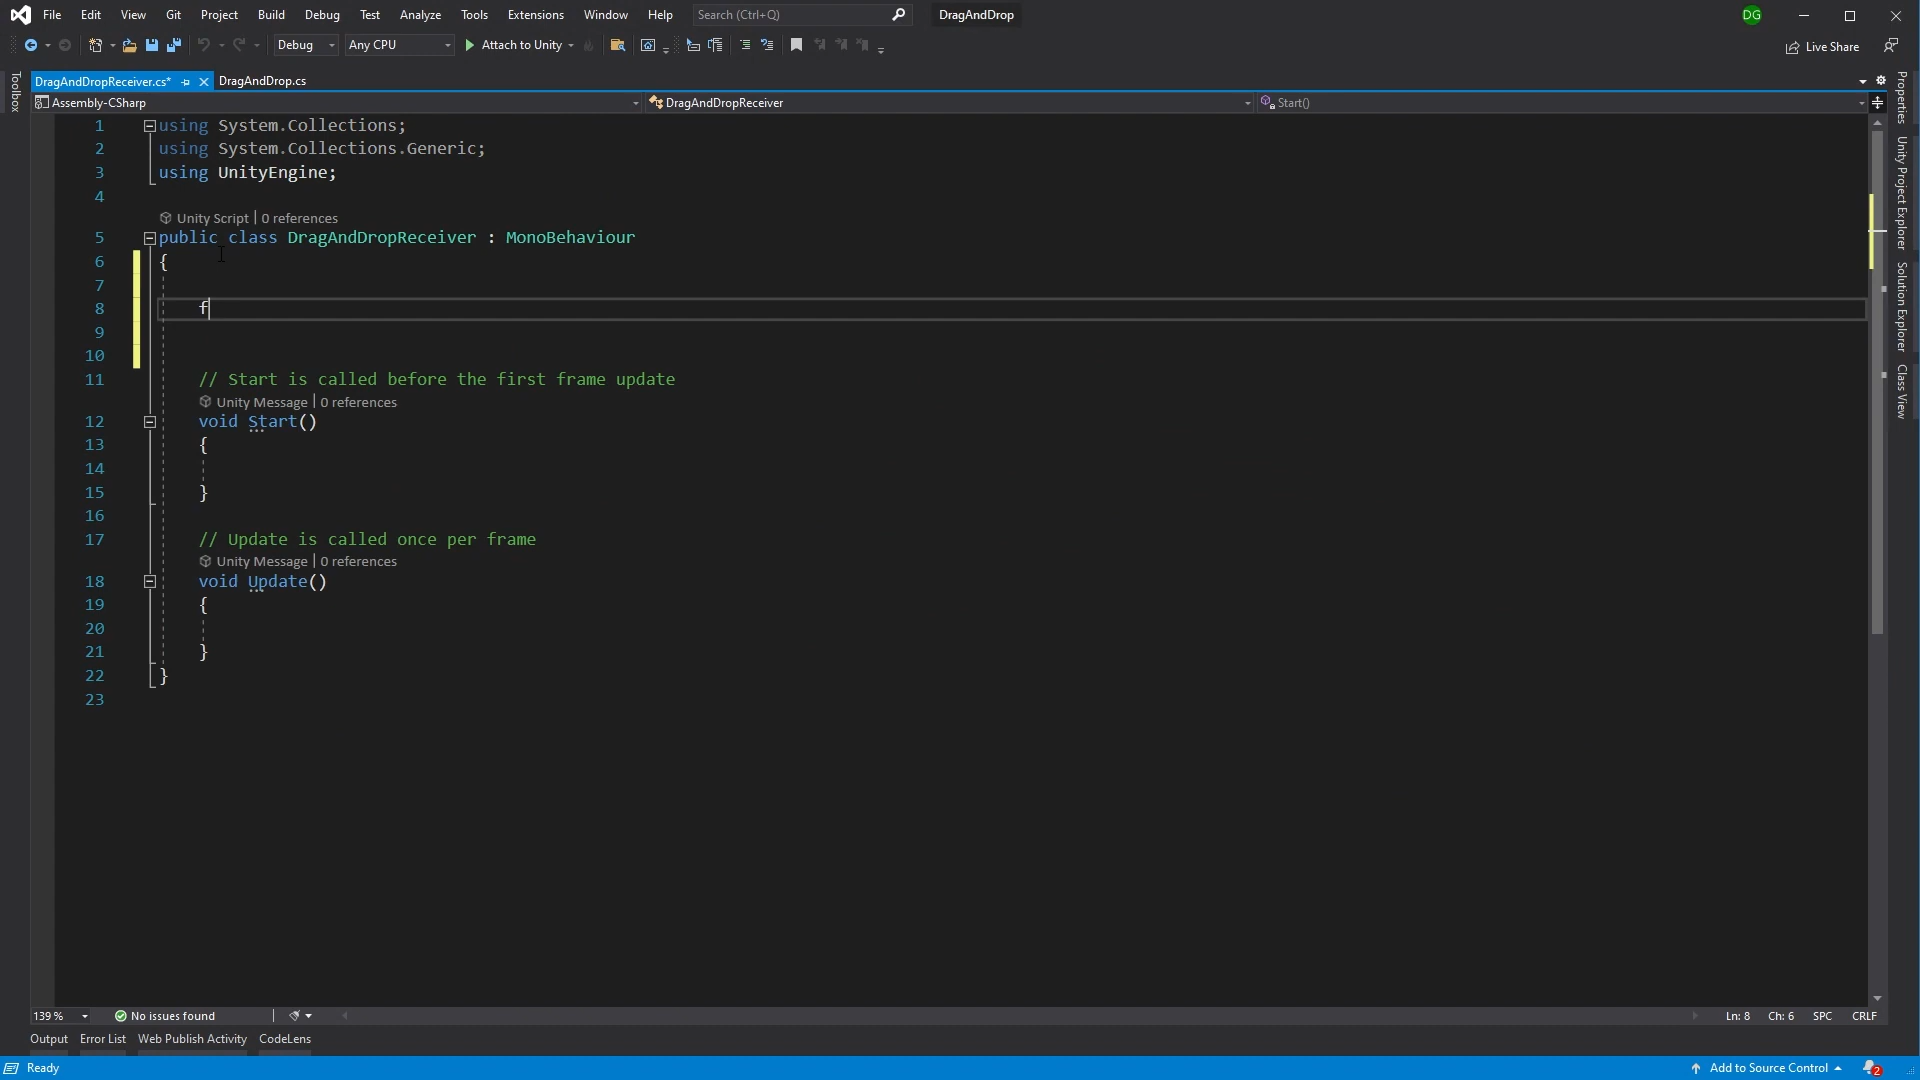 File Edit View Git Project Build Debug Test Analyze Tools Extensions Window Help Search (Ctrl+Q) DragAndDrop DG
Debug Any CPU Attach to Unity Live Share
Toolbox
DragAndDropReceiver.cs* DragAndDrop.cs
Assembly-CSharp DragAndDropReceiver Start()
1 using System.Collections;
2 using System.Collections.Generic;
3 using UnityEngine;
4
Unity Script | 0 references
5 public class DragAndDropReceiver : MonoBehaviour
6 {
7
8 f
9
10
11 // Start is called before the first frame update
Unity Message | 0 references
12 void Start()
13 {
14
15 }
16
17 // Update is called once per frame
Unity Message | 0 references
18 void Update()
19 {
20
21 }
22 }
23
Properties
Unity Project Explorer
Solution Explorer
Class View
139 % No issues found Ln: 8 Ch: 6 SPC CRLF
Output Error List Web Publish Activity CodeLens
Ready Add to Source Control 2